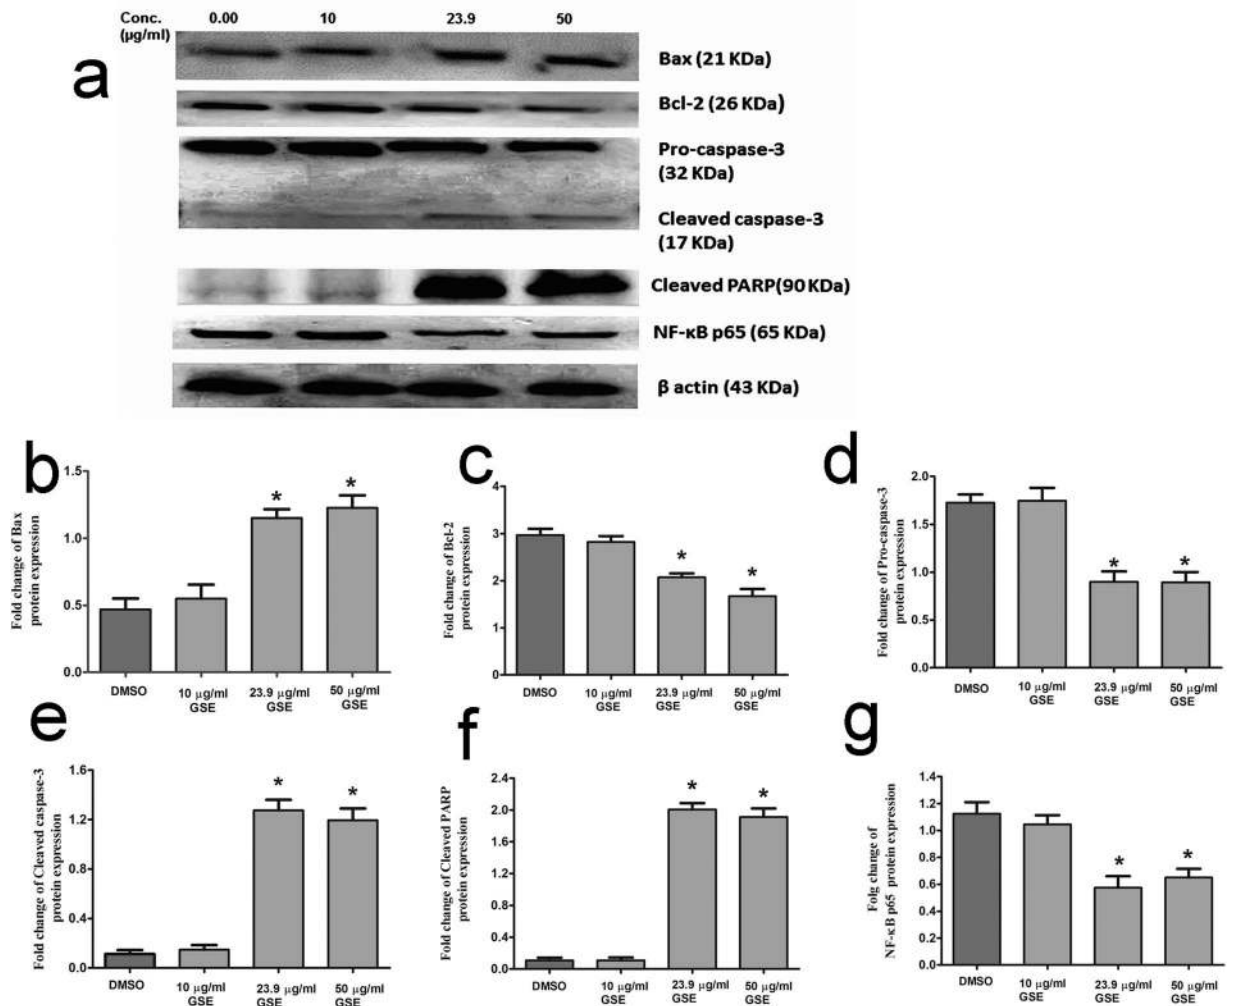 Conc. 0.00 10 23.9 50
(μg/ml)
a
Bax (21 KDa)
Bcl-2 (26 KDa)
Pro-caspase-3
(32 KDa)
Cleaved caspase-3
(17 KDa)
Cleaved PARP(90 KDa)
NF-κB p65 (65 KDa)
β actin (43 KDa)
b
Fold change of Bax
protein expression
1.5
1.0
0.5
0.0
* *
DMSO 10 μg/ml 23.9 μg/ml 50 μg/ml
GSE GSE GSE
c
Fold change of Bcl-2
protein expression
4
3
2
1
0
* *
DMSO 10 μg/ml 23.9 μg/ml 50 μg/ml
GSE GSE GSE
d
Fold change of Pro-caspase-3
protein expression
2.0
1.5
1.0
0.5
0.0
* *
DMSO 10 μg/ml 23.9 μg/ml 50 μg/ml
GSE GSE GSE
e
Fold change of Cleaved caspase-3
protein expression
1.6
1.2
0.8
0.4
0.0
* *
DMSO 10 μg/ml 23.9 μg/ml 50 μg/ml
GSE GSE GSE
f
Fold change of Cleaved PARP
protein expression
2.4
2.0
1.6
1.2
0.8
0.4
0.0
* *
DMSO 10 μg/ml 23.9 μg/ml 50 μg/ml
GSE GSE GSE
g
Folg change of
NF-κB p65 protein expression
1.4
1.2
1.0
0.8
0.6
0.4
0.2
0.0
* *
DMSO 10 μg/ml 23.9 μg/ml 50 μg/ml
GSE GSE GSE